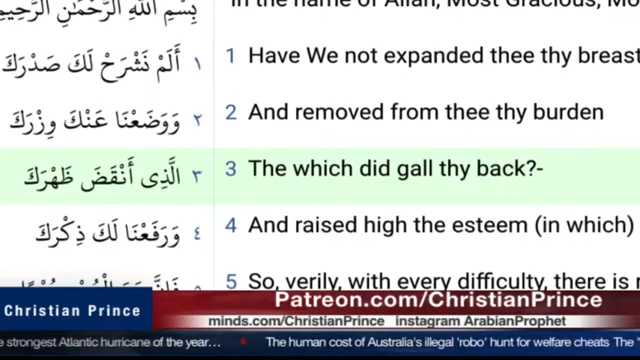 بِسْمِ اللَّهِ الرَّحْمَٰنِ الرَّحِيمِ
In the name of Allah, Most Gracious,
١ أَلَمْ نَشْرَحْ لَكَ صَدْرَكَ
1 Have We not expanded thee thy breast
٢ وَوَضَعْنَا عَنْكَ وِزْرَكَ
2 And removed from thee thy burden
٣ الَّذِى أَنْقَضَ ظَهْرَكَ
3 The which did gall thy back?-
٤ وَرَفَعْنَا لَكَ ذِكْرَكَ
4 And raised high the esteem (in which)
5 So, verily, with every difficulty, there is
Christian Prince
Patreon.com/ChristianPrince
minds.com/ChristianPrince instagram ArabianProphet
strongest Atlantic hurricane of the year... The human cost of Australia's illegal 'robo' hunt for welfare cheats The